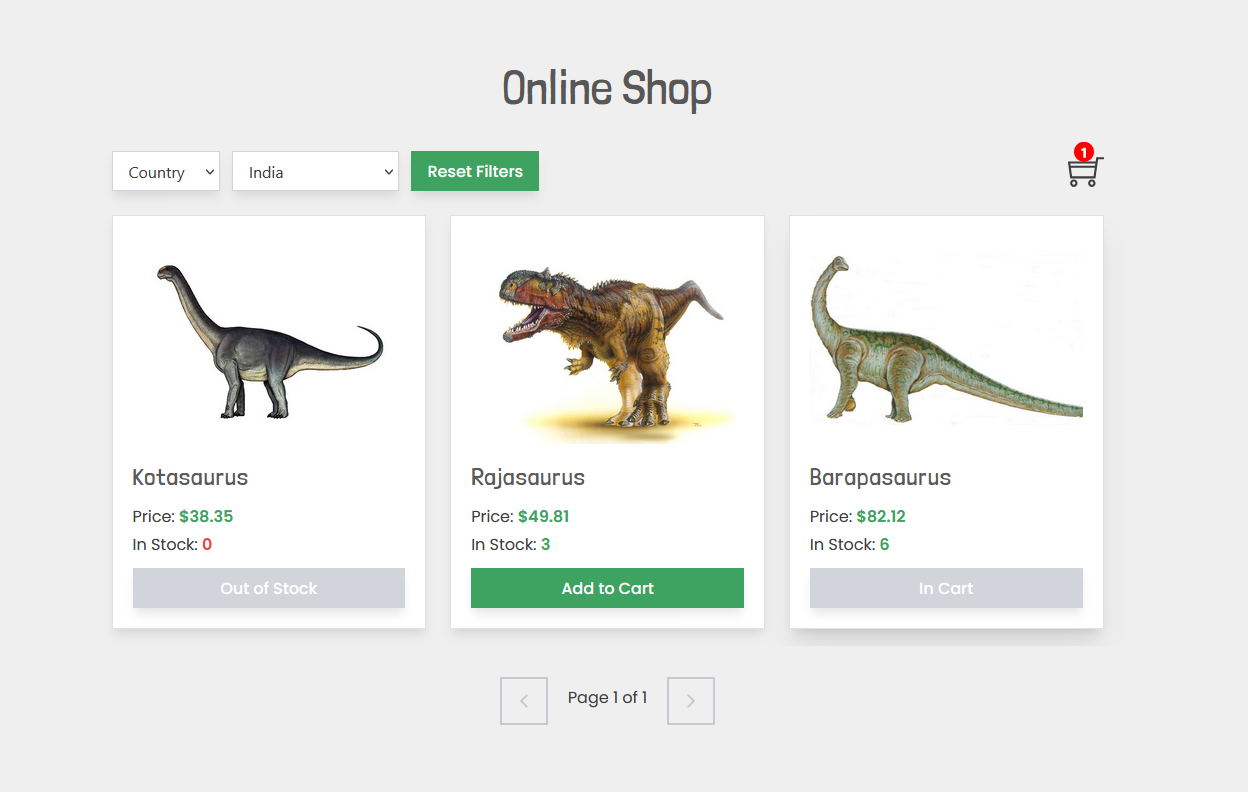 Online Shop
Country India Reset Filters 1
Kotasaurus
Price: $38.35
In Stock: 0
Out of Stock
Rajasaurus
Price: $49.81
In Stock: 3
Add to Cart
Barapasaurus
Price: $82.12
In Stock: 6
In Cart
Page 1 of 1